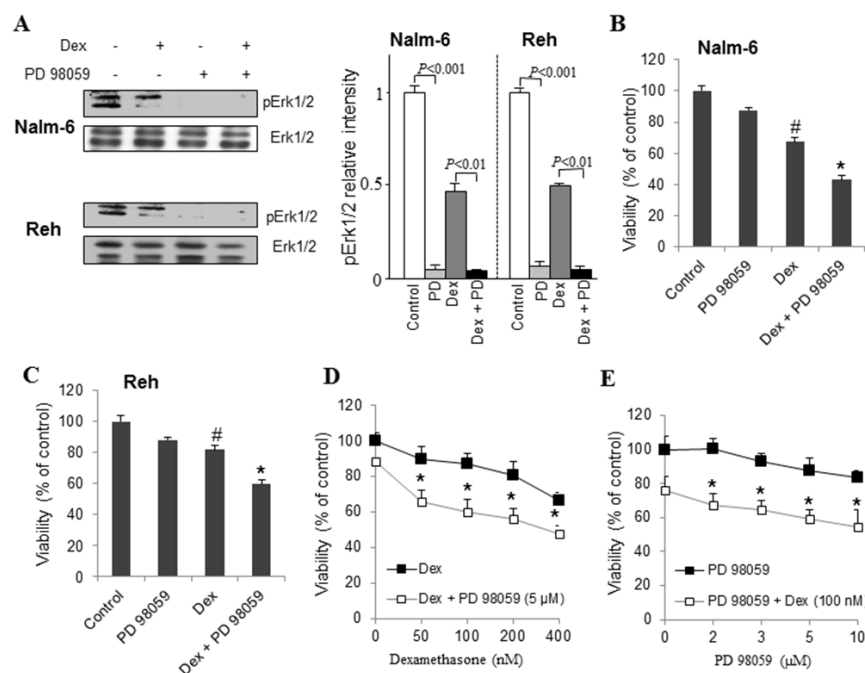 A
Dex - + - +
PD 98059 - - + +
pErk1/2
Nalm-6
Erk1/2
pErk1/2
Reh
Erk1/2
Nalm-6 Reh
P<0.001 P<0.001
P<0.01 P<0.01
pErk1/2 relative intensity
1
0.5
0
Control PD Dex Dex + PD Control PD Dex Dex + PD
B
Nalm-6
Viability (% of control)
120
100
80
60
40
20
0
#
*
Control PD 98059 Dex Dex + PD 98059
C
Reh
Viability (% of control)
120
100
80
60
40
20
0
#
*
Control PD 98059 Dex Dex + PD 98059
D
Viability (% of control)
120
100
80
60
40
20
0
* * * *
Dex
Dex + PD 98059 (5 µM)
0 50 100 200 400
Dexamethasone (nM)
E
Viability (% of control)
120
100
80
60
40
20
0
* * * *
PD 98059
PD 98059 + Dex (100 nM
0 2 3 5 10
PD 98059 (µM)